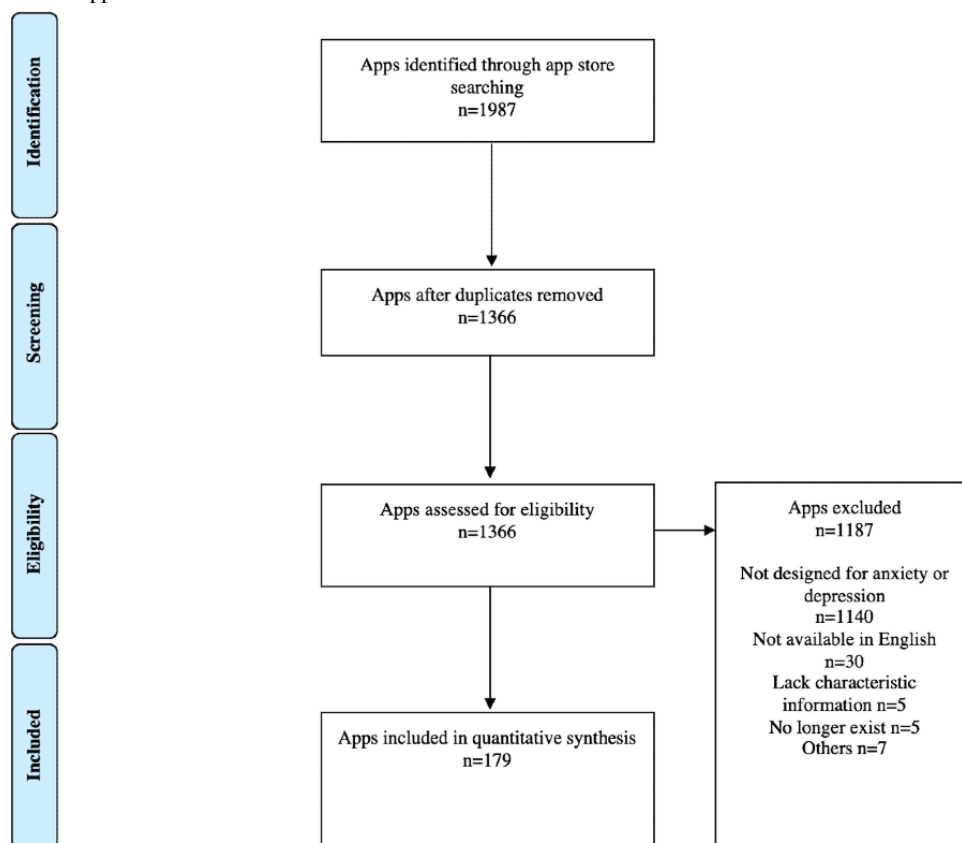 Identification
Apps identified through app store
searching
n=1987
Screening
Apps after duplicates removed
n=1366
Eligibility
Apps assessed for eligibility
n=1366
Apps excluded
n=1187
Not designed for anxiety or
depression
n=1140
Not available in English
n=30
Lack characteristic
information n=5
No longer exist n=5
Others n=7
Included
Apps included in quantitative synthesis
n=179